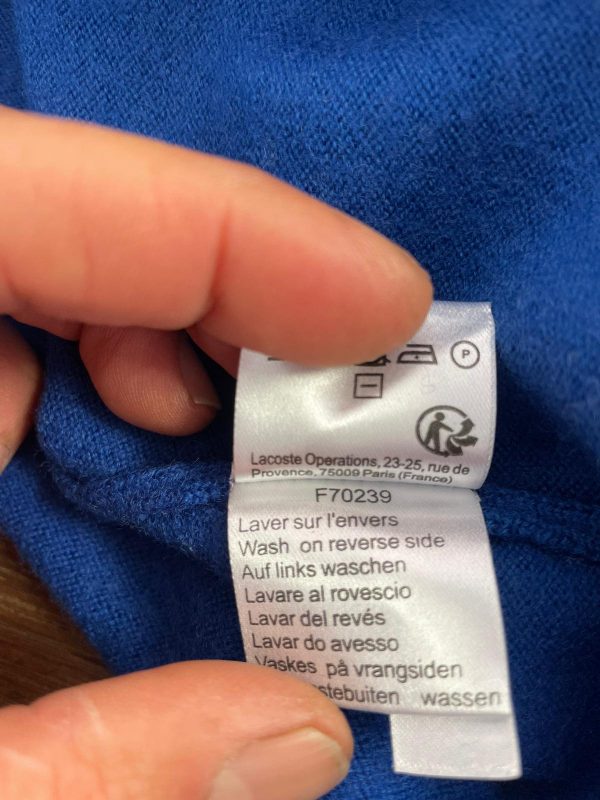 P
Lacoste Operations, 23-25, rue de
Provence, 75009 Paris (France)
F70239
Laver sur l'envers
Wash on reverse side
Auf links waschen
Lavare al rovescio
Lavar del revés
Lavar do avesso
Vaskes på vrangsiden
wassen